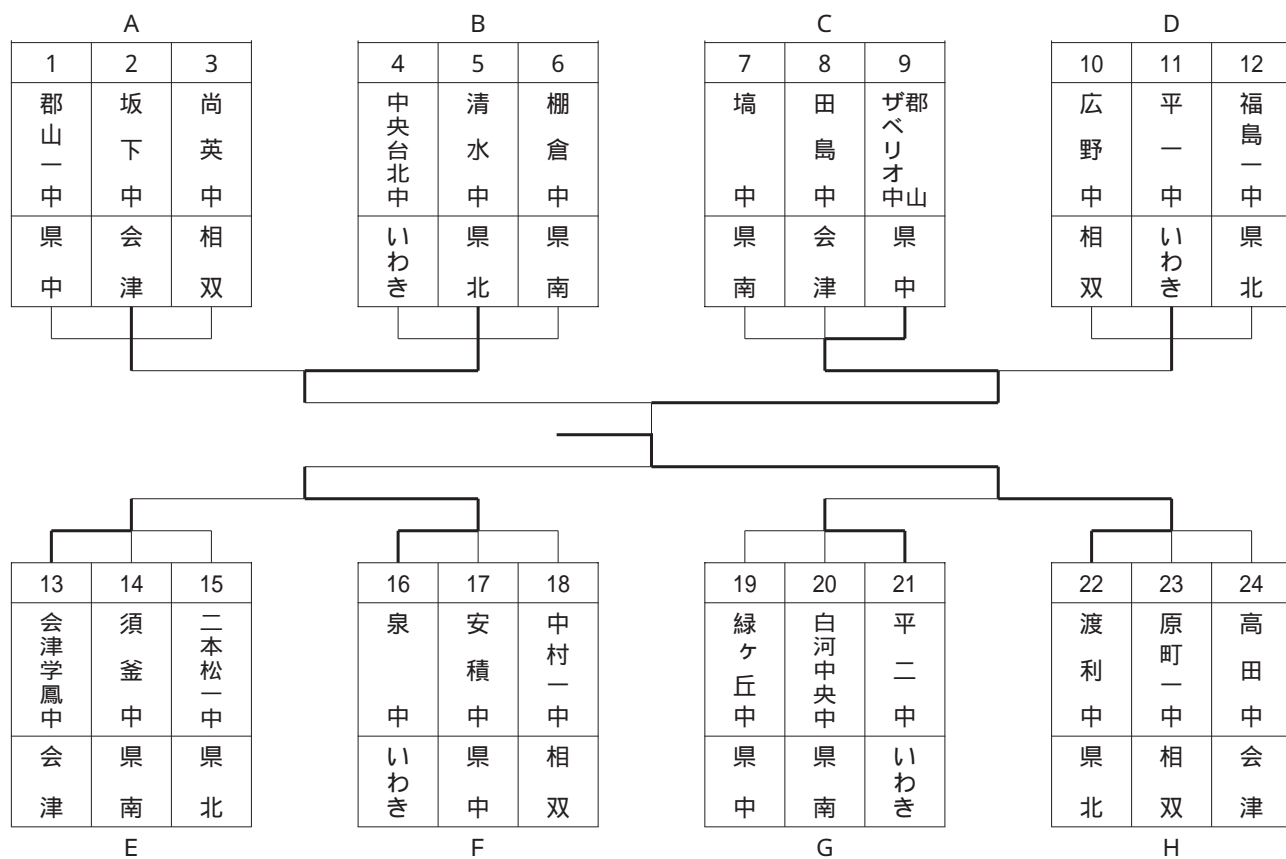 A B C D
1 2 3 4 5 6 7 8 9 10 11 12
郡山一中 坂下中 尚英中 中央台北中 清水中 棚倉中 塙中 田島中 郡山ザベリオ中 広野中 平一中 福島一中
県中 会津 相双 いわき 県北 県南 県南 会津 県中 相双 いわき 県北
13 14 15 16 17 18 19 20 21 22 23 24
会津学鳳中 須釜中 二本松一中 泉中 安積中 中村一中 緑ヶ丘中 白河中央中 平二中 渡利中 原町一中 高田中
会津 県南 県北 いわき 県中 相双 県中 県南 いわき 県北 相双 会津
E F G H